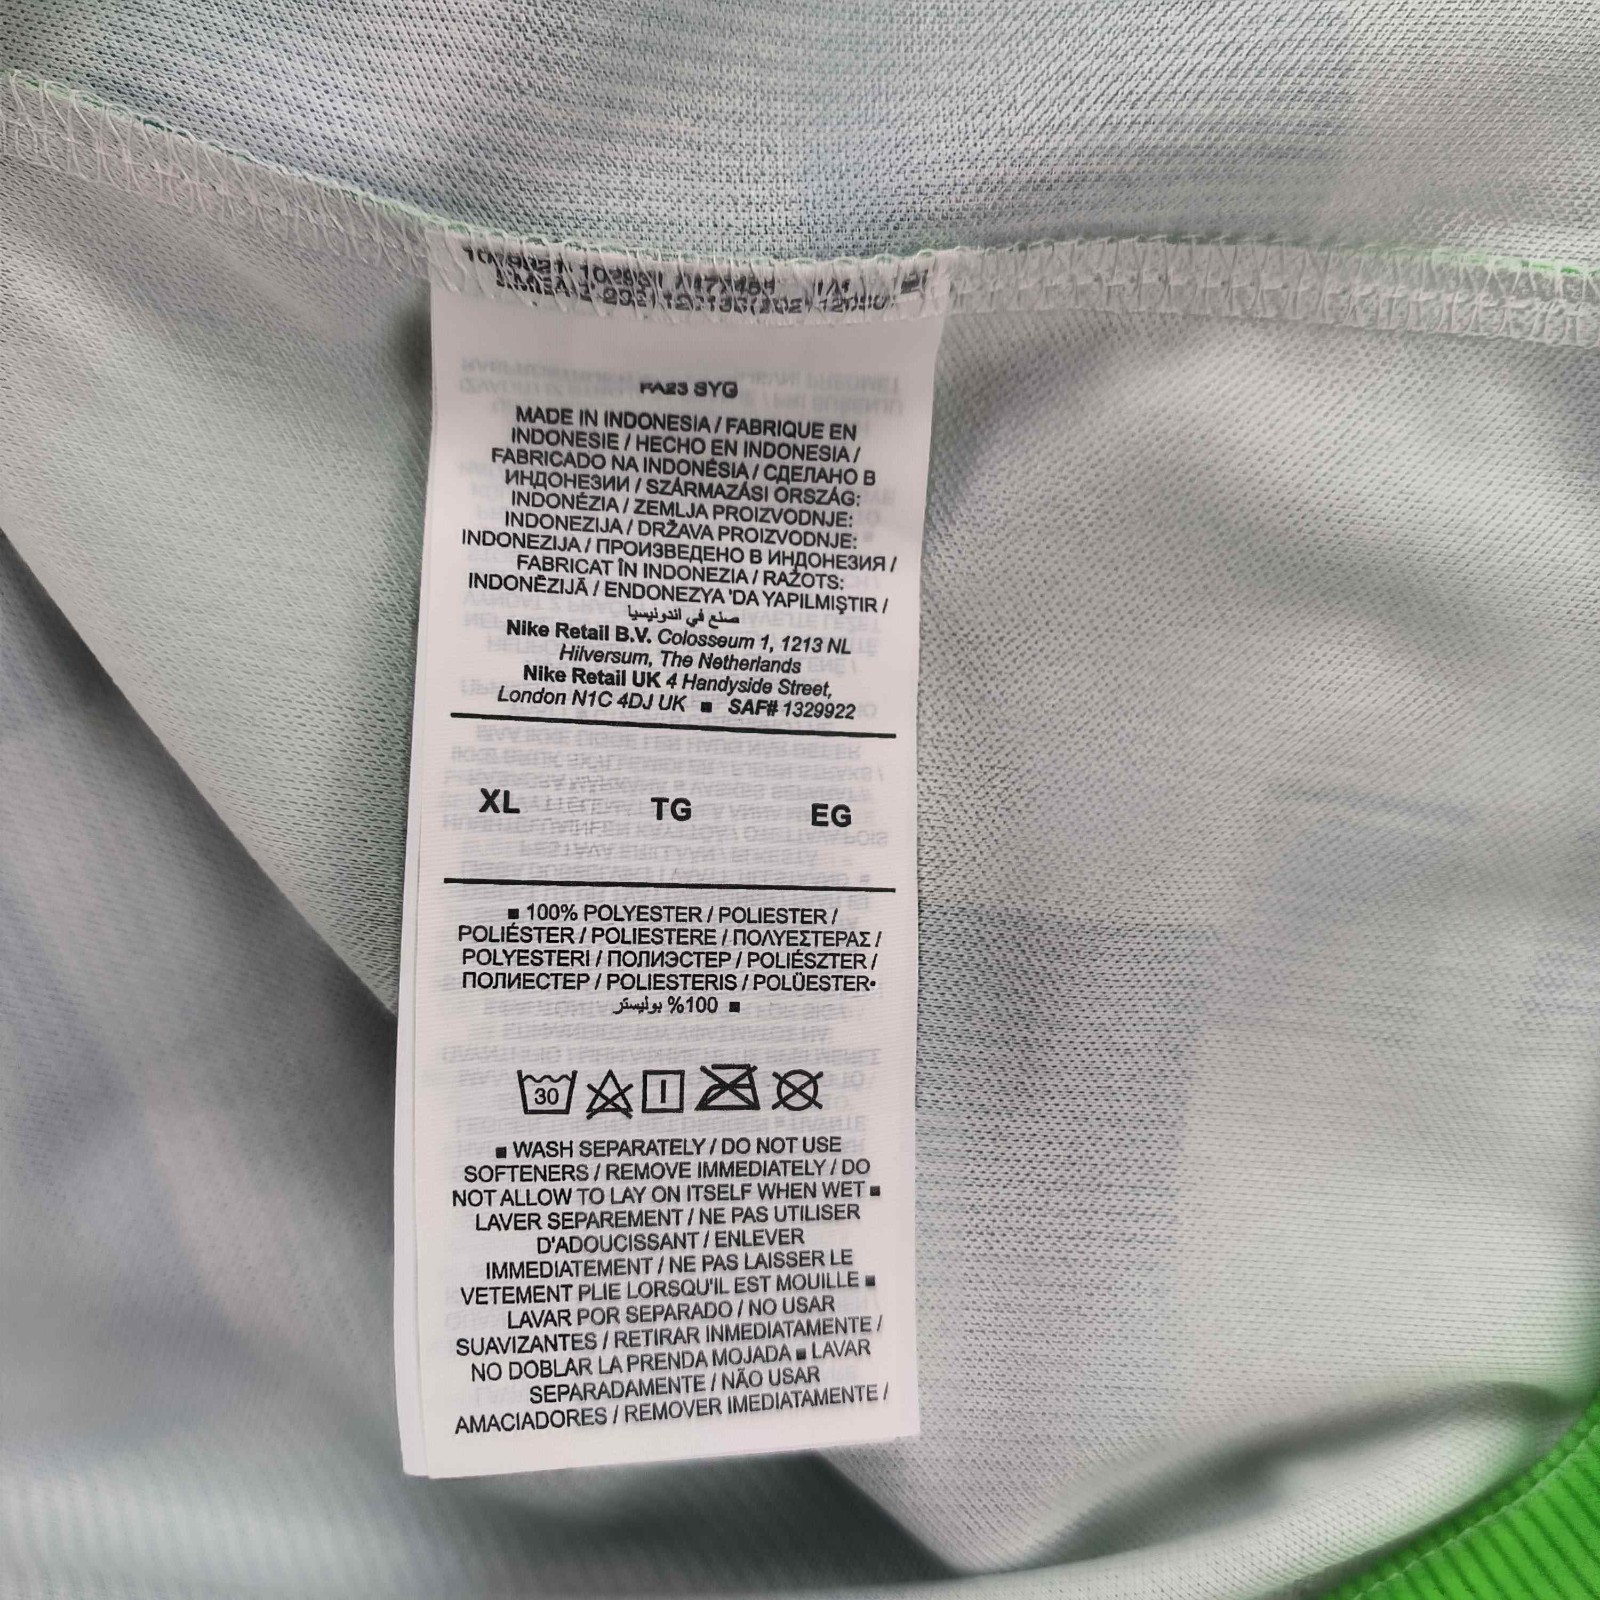 FA23 SYG
MADE IN INDONESIA / FABRIQUE EN
INDONESIE / HECHO EN INDONESIA /
FABRICADO NA INDONÉSIA / СДЕЛАНО В
ИНДОНЕЗИИ / SZÁRMAZÁSI ORSZÁG:
INDONÉZIA / ZEMLJA PROIZVODNJE:
INDONEZIJA / DRŽAVA PROIZVODNJE:
INDONEZIJA / ПРОИЗВЕДЕНО В ИНДОНЕЗИЯ /
FABRICAT ÎN INDONEZIA / RAŽOTS:
INDONĒZIJĀ / ENDONEZYA 'DA YAPILMIŞTIR /
صنع في اندونيسيا
Nike Retail B.V. Colosseum 1, 1213 NL
Hilversum, The Netherlands
Nike Retail UK 4 Handyside Street,
London N1C 4DJ UK ■ SAF# 1329922
XL TG EG
■ 100% POLYESTER / POLIESTER /
POLIÉSTER / POLIESTERE / ΠΟΛΥΕΣΤΕΡΑΣ /
POLYESTERI / ПОЛИЭСТЕР / POLIÉSZTER /
ПОЛИЕСТЕР / POLIESTERIS / POLÜESTER▪
■ 100% بوليستر
30
■ WASH SEPARATELY / DO NOT USE
SOFTENERS / REMOVE IMMEDIATELY / DO
NOT ALLOW TO LAY ON ITSELF WHEN WET ■
LAVER SEPAREMENT / NE PAS UTILISER
D'ADOUCISSANT / ENLEVER
IMMEDIATEMENT / NE PAS LAISSER LE
VETEMENT PLIE LORSQU'IL EST MOUILLE ■
LAVAR POR SEPARADO / NO USAR
SUAVIZANTES / RETIRAR INMEDIATAMENTE /
NO DOBLAR LA PRENDA MOJADA ■ LAVAR
SEPARADAMENTE / NÃO USAR
AMACIADORES / REMOVER IMEDIATAMENTE /